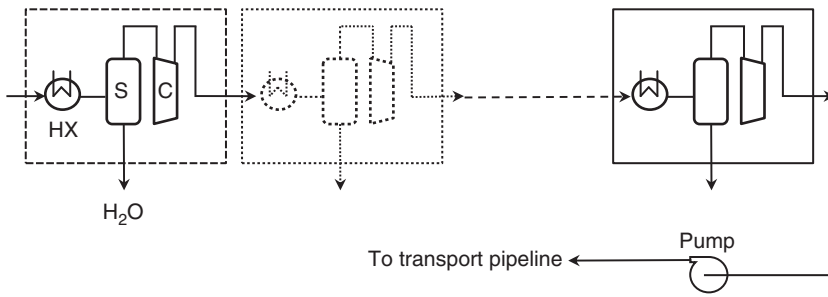 S C
HX
H₂O
Pump
To transport pipeline